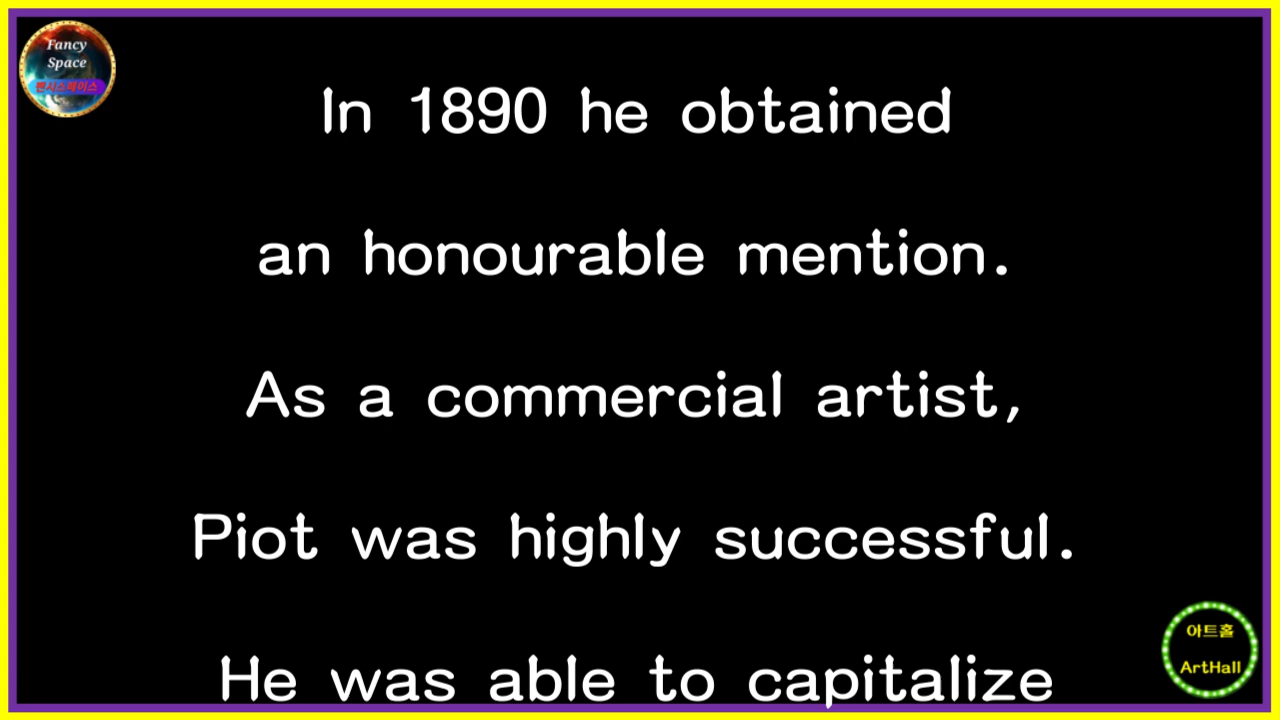 Fancy
Space
팬시스페이스
In 1890 he obtained
an honourable mention.
As a commercial artist,
Piot was highly successful.
He was able to capitalize
아트홀
ArtHall